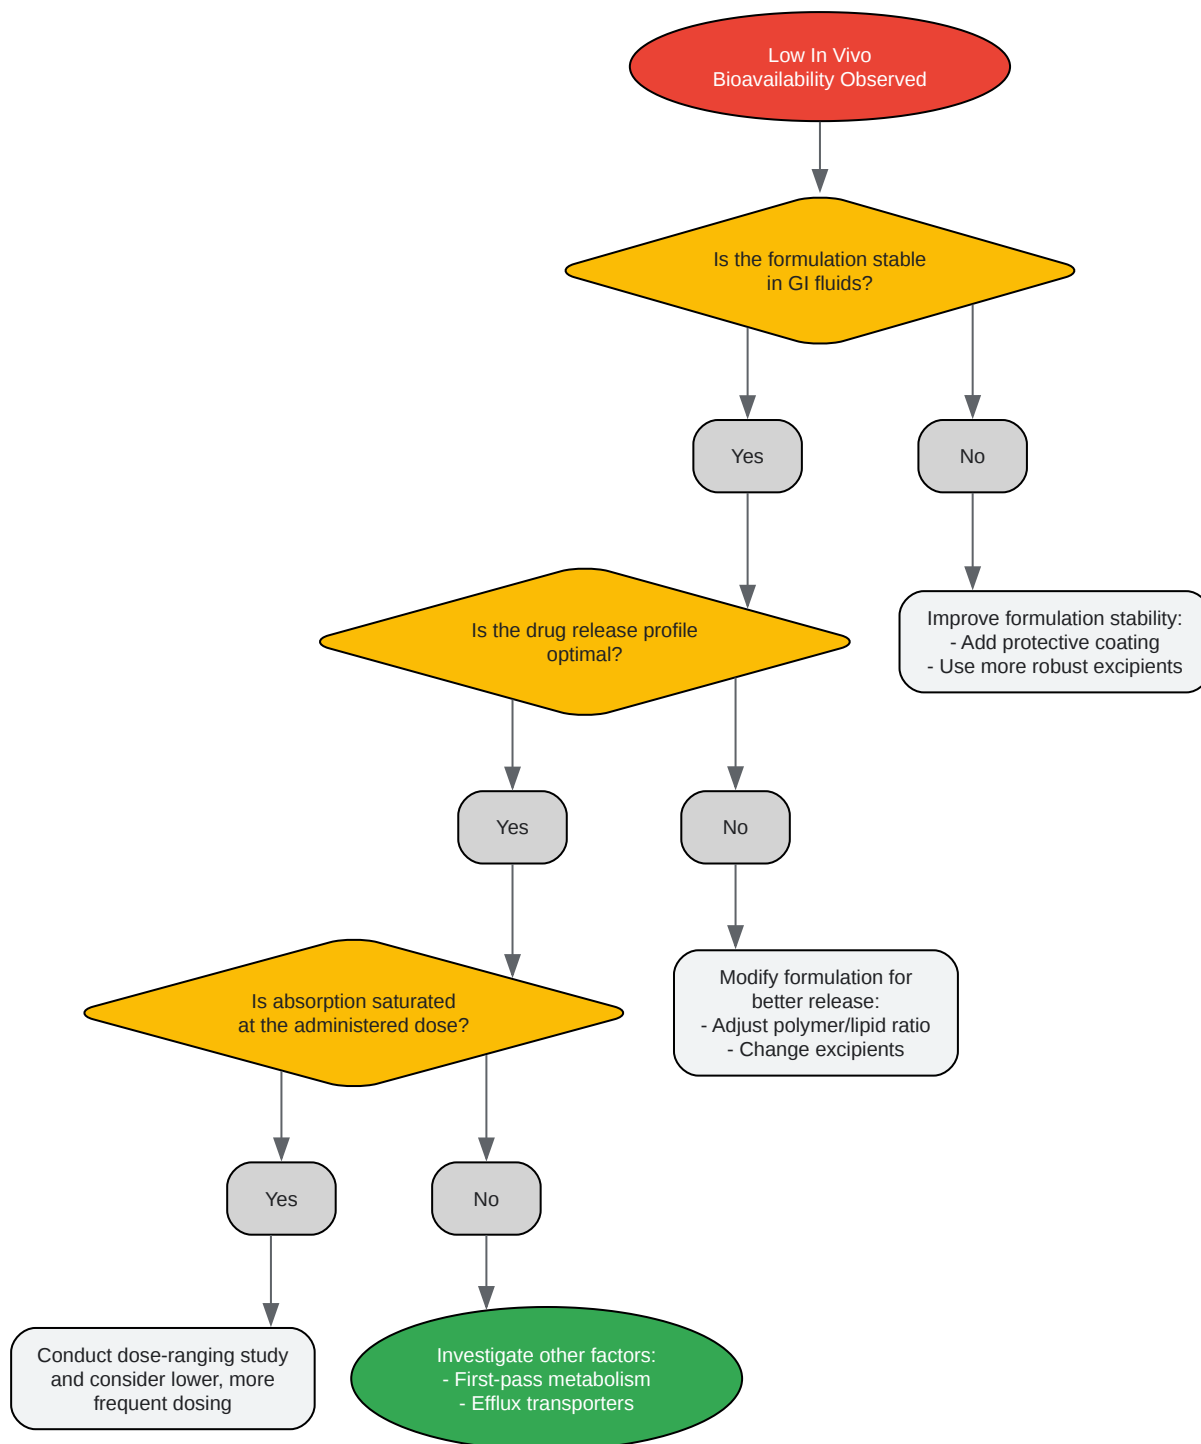 Low In Vivo
Bioavailability Observed
Is the formulation stable
in GI fluids?
Yes
No
Is the drug release profile
optimal?
Improve formulation stability:
- Add protective coating
- Use more robust excipients
Yes
No
Is absorption saturated
at the administered dose?
Modify formulation for
better release:
- Adjust polymer/lipid ratio
- Change excipients
Yes
No
Conduct dose-ranging study
and consider lower, more
frequent dosing
Investigate other factors:
- First-pass metabolism
- Efflux transporters